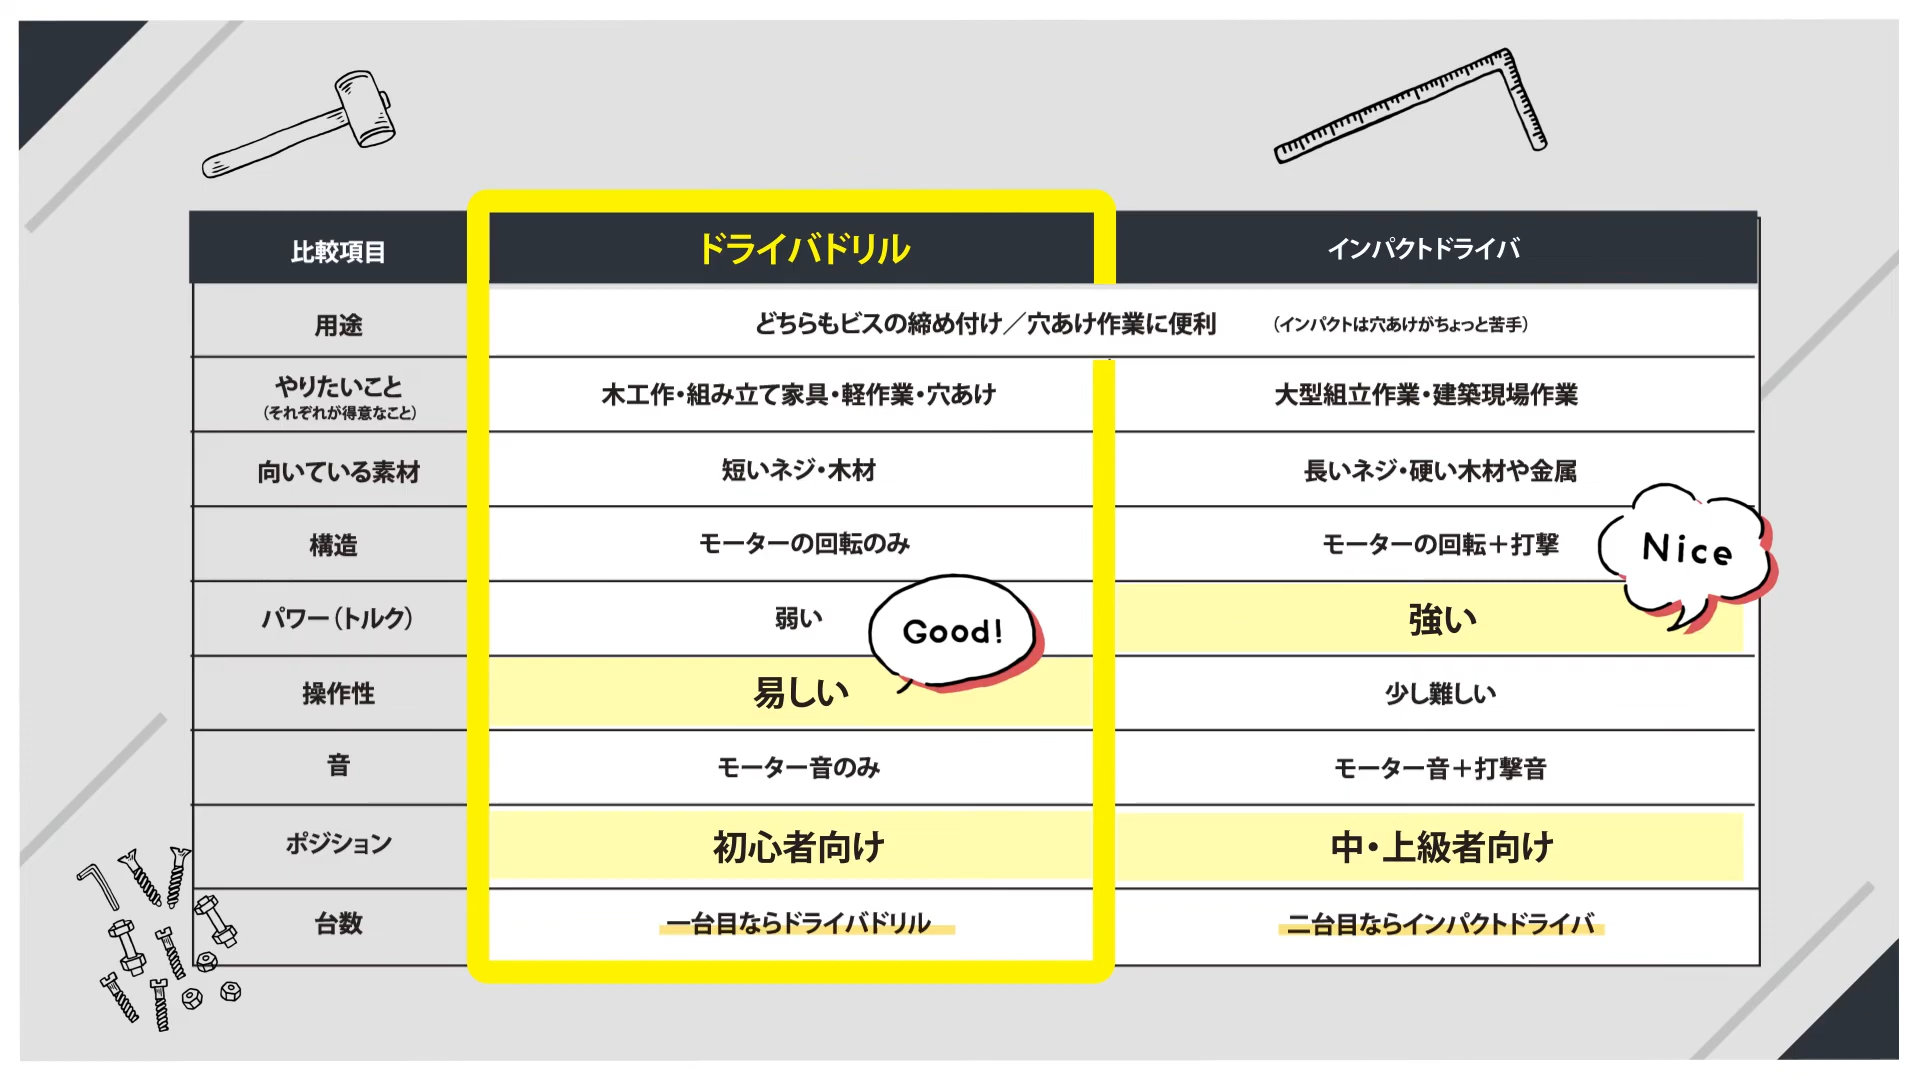 比較項目 ドライバドリル インパクトドライバ
用途 どちらもビスの締め付け／穴あけ作業に便利 （インパクトは穴あけがちょっと苦手）
やりたいこと
（それぞれが得意なこと） 木工作・組み立て家具・軽作業・穴あけ 大型組立作業・建築現場作業
向いている素材 短いネジ・木材 長いネジ・硬い木材や金属
構造 モーターの回転のみ モーターの回転＋打撃
Nice
パワー（トルク） 弱い 強い
Good!
操作性 易しい 少し難しい
音 モーター音のみ モーター音＋打撃音
ポジション 初心者向け 中・上級者向け
台数 一台目ならドライバドリル 二台目ならインパクトドライバ